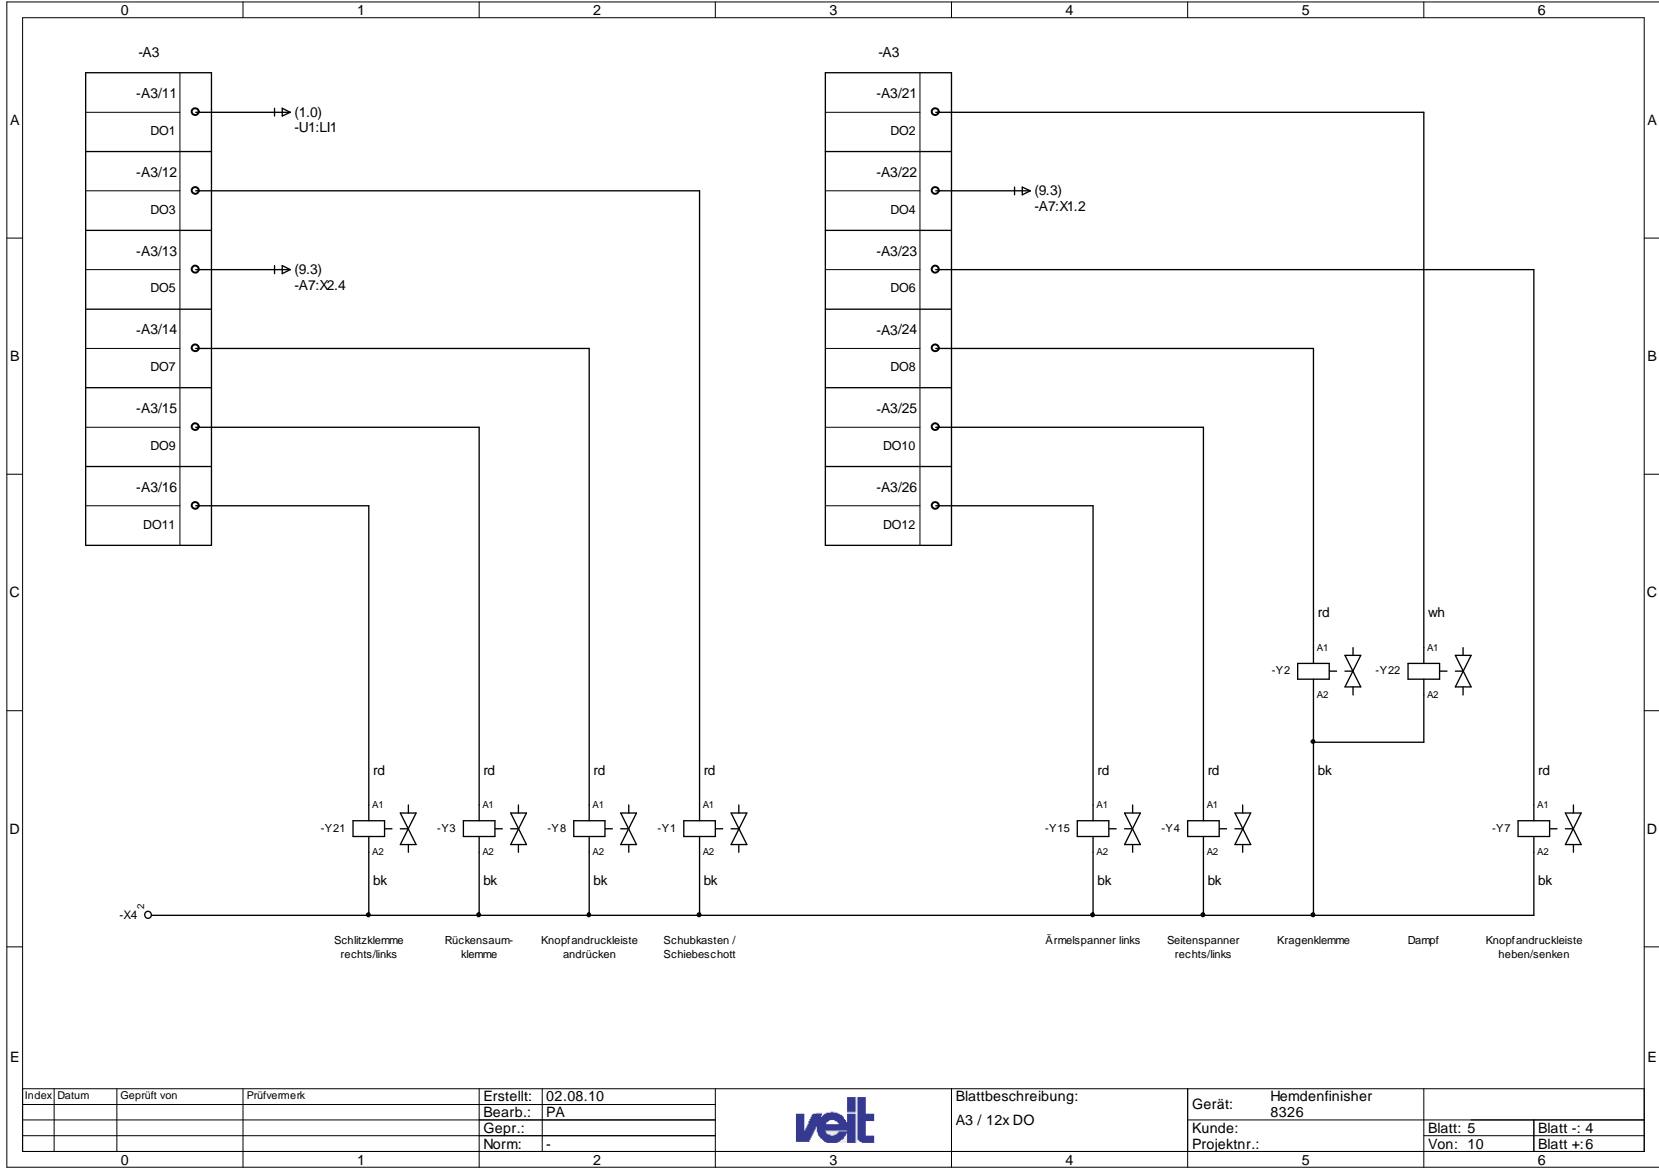 0 1 2 3 4 5 6
-A3 -A3
-A3/11 -A3/21
A (1.0) A
DO1 -U1:LI1 DO2
-A3/12 -A3/22
(9.3)
DO3 DO4 -A7:X1.2
-A3/13 -A3/23
(9.3)
DO5 -A7:X2.4 DO6
-A3/14 -A3/24
B B
DO7 DO8
-A3/15 -A3/25
DO9 DO10
-A3/16 -A3/26
DO11 DO12
C C
rd wh
A1 A1
-Y2 -Y22
A2 A2
rd rd rd rd rd rd bk rd
A1 A1 A1 A1 A1 A1 A1
D -Y21 -Y3 -Y8 -Y1 -Y15 -Y4 -Y7 D
A2 A2 A2 A2 A2 A2 A2
bk bk bk bk bk bk bk
-X4 2
Schlitzklemme Rückensaum- Knopfandruckleiste Schubkasten / Ärmelspanner links Seitenspanner Kragenklemme Dampf Knopfandruckleiste
rechts/links klemme andrücken Schiebeschott rechts/links heben/senken
E E
Index Datum Geprüft von Prüfvermerk Erstellt: 02.08.10 Blattbeschreibung: Gerät: Hemdenfinisher
Bearb.: PA veit A3 / 12x DO 8326
Gepr.: Kunde: Blatt: 5 Blatt -: 4
Norm: - Projektnr.: Von: 10 Blatt +: 6
0 1 2 3 4 5 6